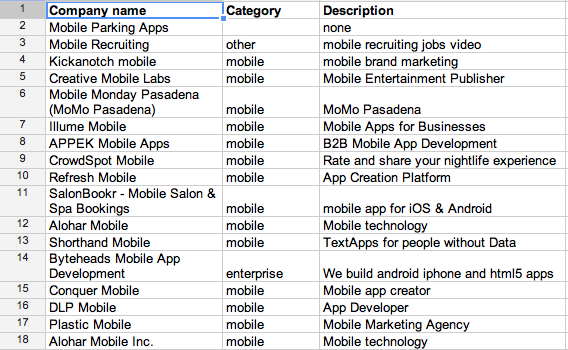 1 Company name Category Description
2 Mobile Parking Apps none
3 Mobile Recruiting other mobile recruiting jobs video
4 Kickanotch mobile mobile mobile brand marketing
5 Creative Mobile Labs mobile Mobile Entertainment Publisher
6 Mobile Monday Pasadena
(MoMo Pasadena) mobile MoMo Pasadena
7 Illume Mobile mobile Mobile Apps for Businesses
8 APPEK Mobile Apps mobile B2B Mobile App Development
9 CrowdSpot Mobile mobile Rate and share your nightlife experience
10 Refresh Mobile mobile App Creation Platform
11 SalonBookr - Mobile Salon &
Spa Bookings mobile mobile app for iOS & Android
12 Alohar Mobile mobile Mobile technology
13 Shorthand Mobile mobile TextApps for people without Data
14 Byteheads Mobile App
Development enterprise We build android iphone and html5 apps
15 Conquer Mobile mobile Mobile app creator
16 DLP Mobile mobile App Developer
17 Plastic Mobile mobile Mobile Marketing Agency
18 Alohar Mobile Inc. mobile Mobile technology